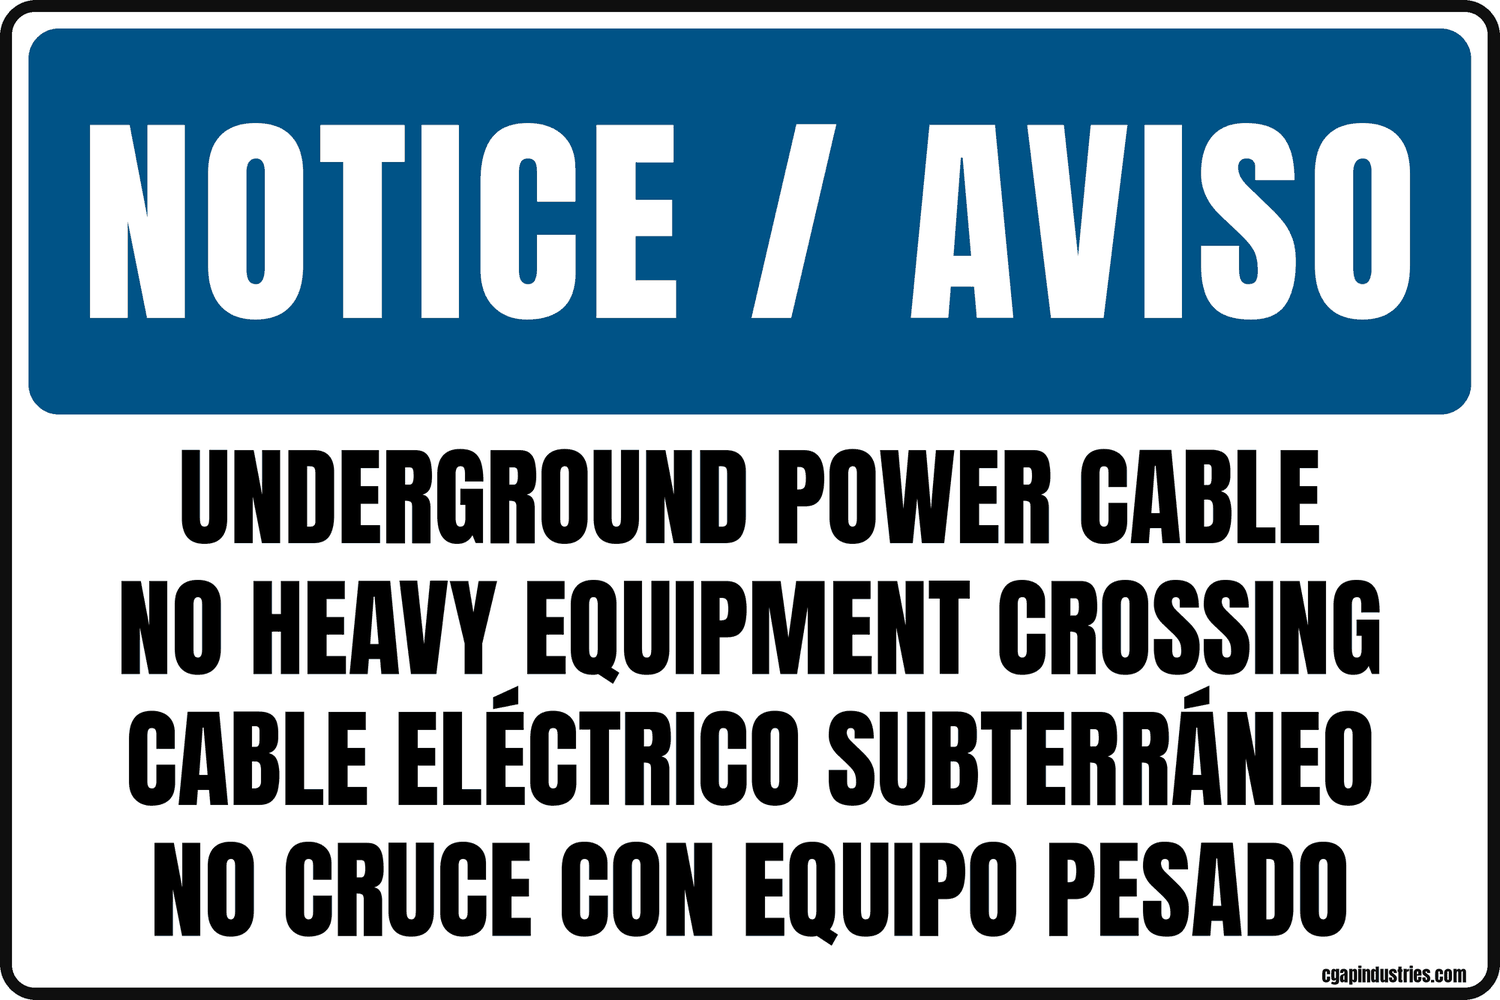 NOTICE / AVISO
UNDERGROUND POWER CABLE
NO HEAVY EQUIPMENT CROSSING
CABLE ELÉCTRICO SUBTERRÁNEO
NO CRUCE CON EQUIPO PESADO
cgapindustries.com